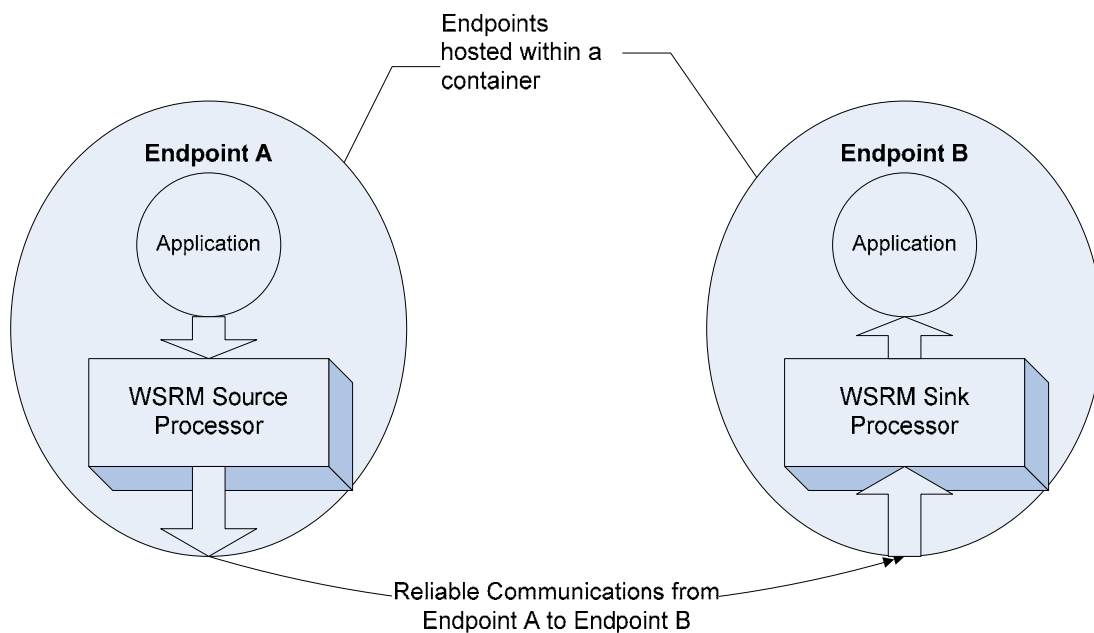 Endpoints
hosted within a
container
Endpoint A
Application
WSRM Source
Processor
Endpoint B
Application
WSRM Sink
Processor
Reliable Communications from
Endpoint A to Endpoint B